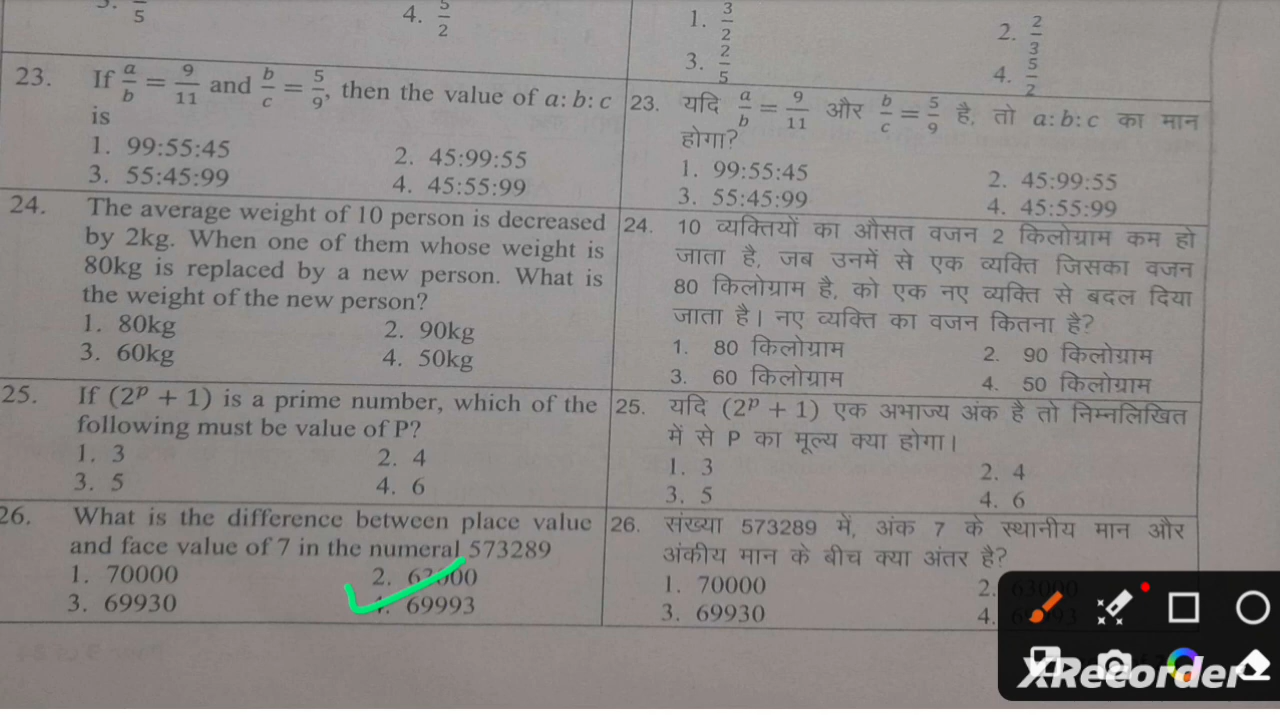 5
4. 5/2
23. If a/b = 9/11 and b/c = 5/9, then the value of a: b: c
is
1. 99:55:45 2. 45:99:55
3. 55:45:99 4. 45:55:99
24. The average weight of 10 person is decreased
by 2kg. When one of them whose weight is
80kg is replaced by a new person. What is
the weight of the new person?
1. 80kg 2. 90kg
3. 60kg 4. 50kg
25. If (2ᵖ + 1) is a prime number, which of the
following must be value of P?
1. 3 2. 4
3. 5 4. 6
26. What is the difference between place value
and face value of 7 in the numeral 573289
1. 70000 2. 63000
3. 69930 4. 69993
1. 3/2 2. 2/3
3. 2/5 4. 5/2
23. यदि a/b = 9/11 और b/c = 5/9 है, तो a: b: c का मान
होगा?
1. 99:55:45 2. 45:99:55
3. 55:45:99 4. 45:55:99
24. 10 व्यक्तियों का औसत वजन 2 किलोग्राम कम हो
जाता है, जब उनमें से एक व्यक्ति जिसका वजन
80 किलोग्राम है, को एक नए व्यक्ति से बदल दिया
जाता है। नए व्यक्ति का वजन कितना है?
1. 80 किलोग्राम 2. 90 किलोग्राम
3. 60 किलोग्राम 4. 50 किलोग्राम
25. यदि (2ᵖ + 1) एक अभाज्य अंक है तो निम्नलिखित
में से P का मूल्य क्या होगा।
1. 3 2. 4
3. 5 4. 6
26. संख्या 573289 में, अंक 7 के स्थानीय मान और
अंकीय मान के बीच क्या अंतर है?
1. 70000 2. 63000
3. 69930 4.
XRecorder